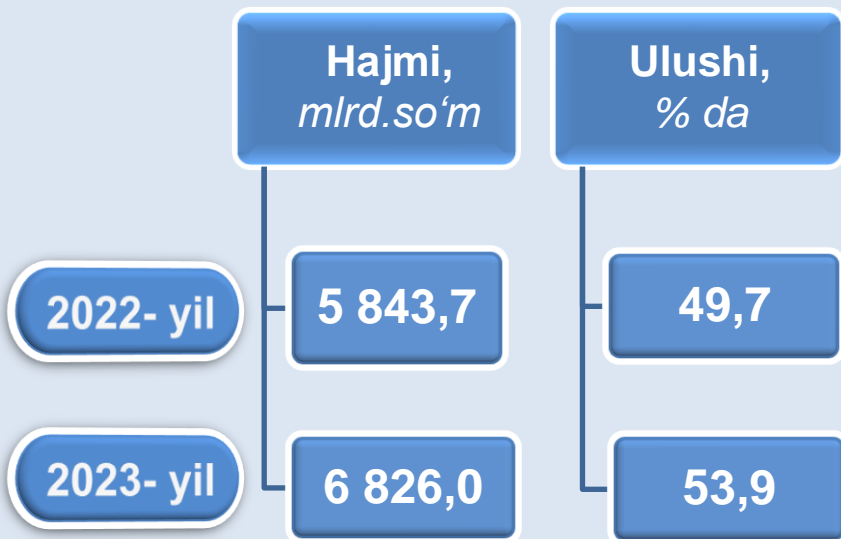 Hajmi,
mlrd.so‘m
Ulushi,
% da
2022- yil
5 843,7
49,7
2023- yil
6 826,0
53,9